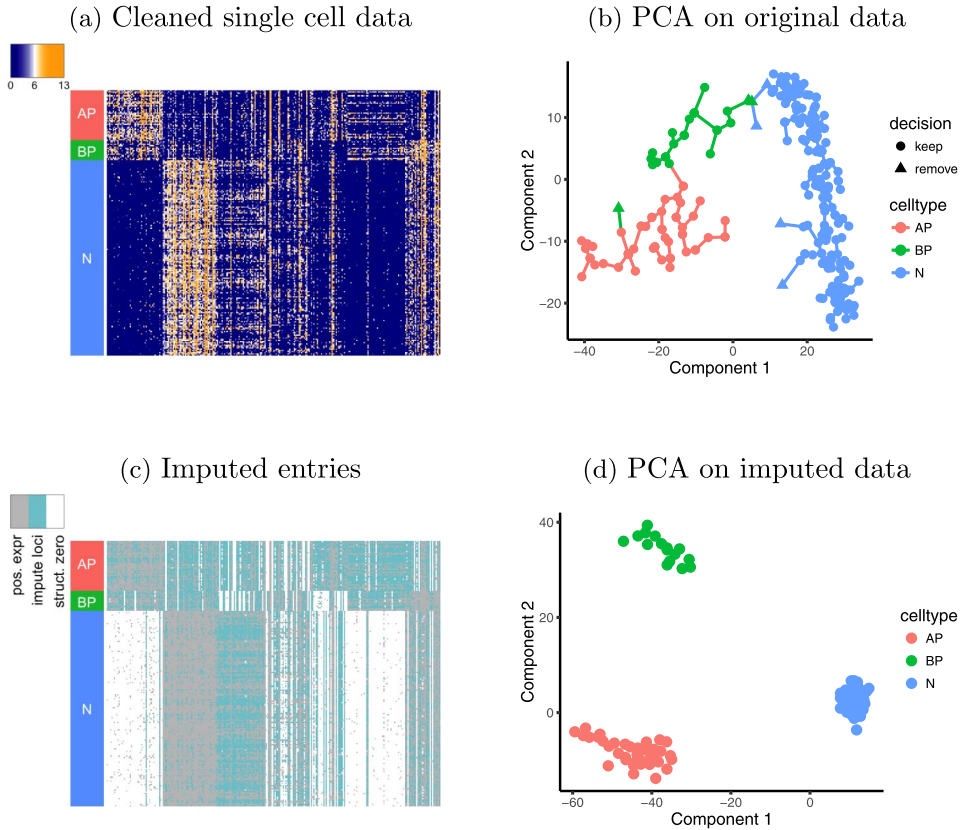 (a) Cleaned single cell data
0 6 13
AP
BP
N
(b) PCA on original data
10
0
−10
−20
Component 2
−40 −20 0 20
Component 1
decision
keep
remove
celltype
AP
BP
N
(c) Imputed entries
pos. expr
impute loci
struct. zero
AP
BP
N
(d) PCA on imputed data
40
20
0
Component 2
−60 −40 −20 0
Component 1
celltype
AP
BP
N